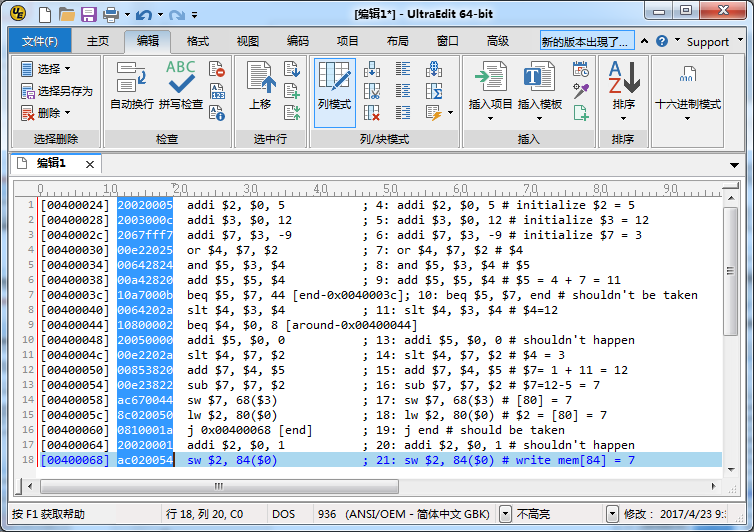 [编辑1*] - UltraEdit 64-bit
文件(F) 主页 编辑 格式 视图 编码 项目 布局 窗口 高级 新的版本出現了... Support
选择 自动换行 拼写检查 上移 列模式 插入项目 插入模板 排序 十六进制模式
选择另存为
删除
选择删除 检查 选中行 列/块模式 插入 排序
编辑1
0 10 20 30 40 50 60 70 80 90
1 [00400024] 20020005 addi $2, $0, 5 ; 4: addi $2, $0, 5 # initialize $2 = 5
2 [00400028] 2003000c addi $3, $0, 12 ; 5: addi $3, $0, 12 # initialize $3 = 12
3 [0040002c] 2067fff7 addi $7, $3, -9 ; 6: addi $7, $3, -9 # initialize $7 = 3
4 [00400030] 00e22025 or $4, $7, $2 ; 7: or $4, $7, $2 # $4
5 [00400034] 00642824 and $5, $3, $4 ; 8: and $5, $3, $4 # $5
6 [00400038] 00a42820 add $5, $5, $4 ; 9: add $5, $5, $4 # $5 = 4 + 7 = 11
7 [0040003c] 10a7000b beq $5, $7, 44 [end-0x0040003c]; 10: beq $5, $7, end # shouldn't be taken
8 [00400040] 0064202a slt $4, $3, $4 ; 11: slt $4, $3, $4 # $4=12
9 [00400044] 10800002 beq $4, $0, 8 [around-0x00400044]
10 [00400048] 20050000 addi $5, $0, 0 ; 13: addi $5, $0, 0 # shouldn't happen
11 [0040004c] 00e2202a slt $4, $7, $2 ; 14: slt $4, $7, $2 # $4 = 3
12 [00400050] 00853820 add $7, $4, $5 ; 15: add $7, $4, $5 # $7= 1 + 11 = 12
13 [00400054] 00e23822 sub $7, $7, $2 ; 16: sub $7, $7, $2 # $7=12-5 = 7
14 [00400058] ac670044 sw $7, 68($3) ; 17: sw $7, 68($3) # [80] = 7
15 [0040005c] 8c020050 lw $2, 80($0) ; 18: lw $2, 80($0) # $2 = [80] = 7
16 [00400060] 0810001a j 0x00400068 [end] ; 19: j end # should be taken
17 [00400064] 20020001 addi $2, $0, 1 ; 20: addi $2, $0, 1 # shouldn't happen
18 [00400068] ac020054 sw $2, 84($0) ; 21: sw $2, 84($0) # write mem[84] = 7
按 F1 获取帮助 行 18, 列 20, C0 DOS 936 (ANSI/OEM - 简体中文 GBK) 不高亮 修改： 2017/4/23